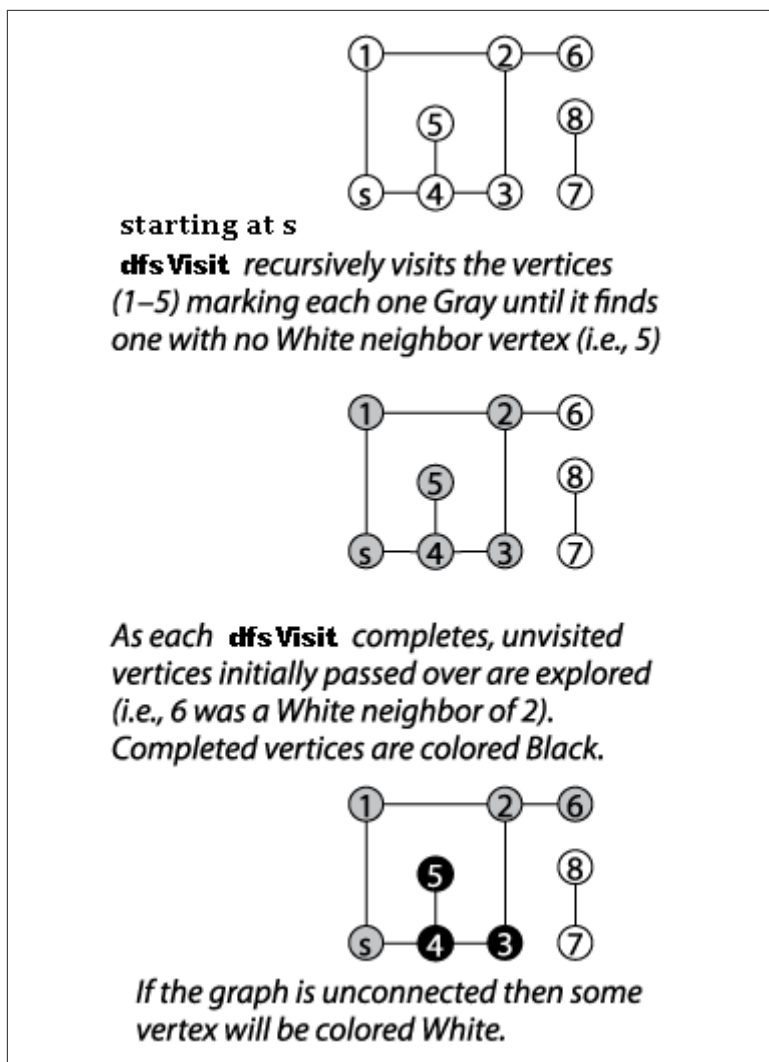 1 2 6
5 8
s 4 3 7
starting at s
dfsVisit recursively visits the vertices
(1–5) marking each one Gray until it finds
one with no White neighbor vertex (i.e., 5)
1 2 6
5 8
s 4 3 7
As each dfsVisit completes, unvisited
vertices initially passed over are explored
(i.e., 6 was a White neighbor of 2).
Completed vertices are colored Black.
1 2 6
5 8
s 4 3 7
If the graph is unconnected then some
vertex will be colored White.